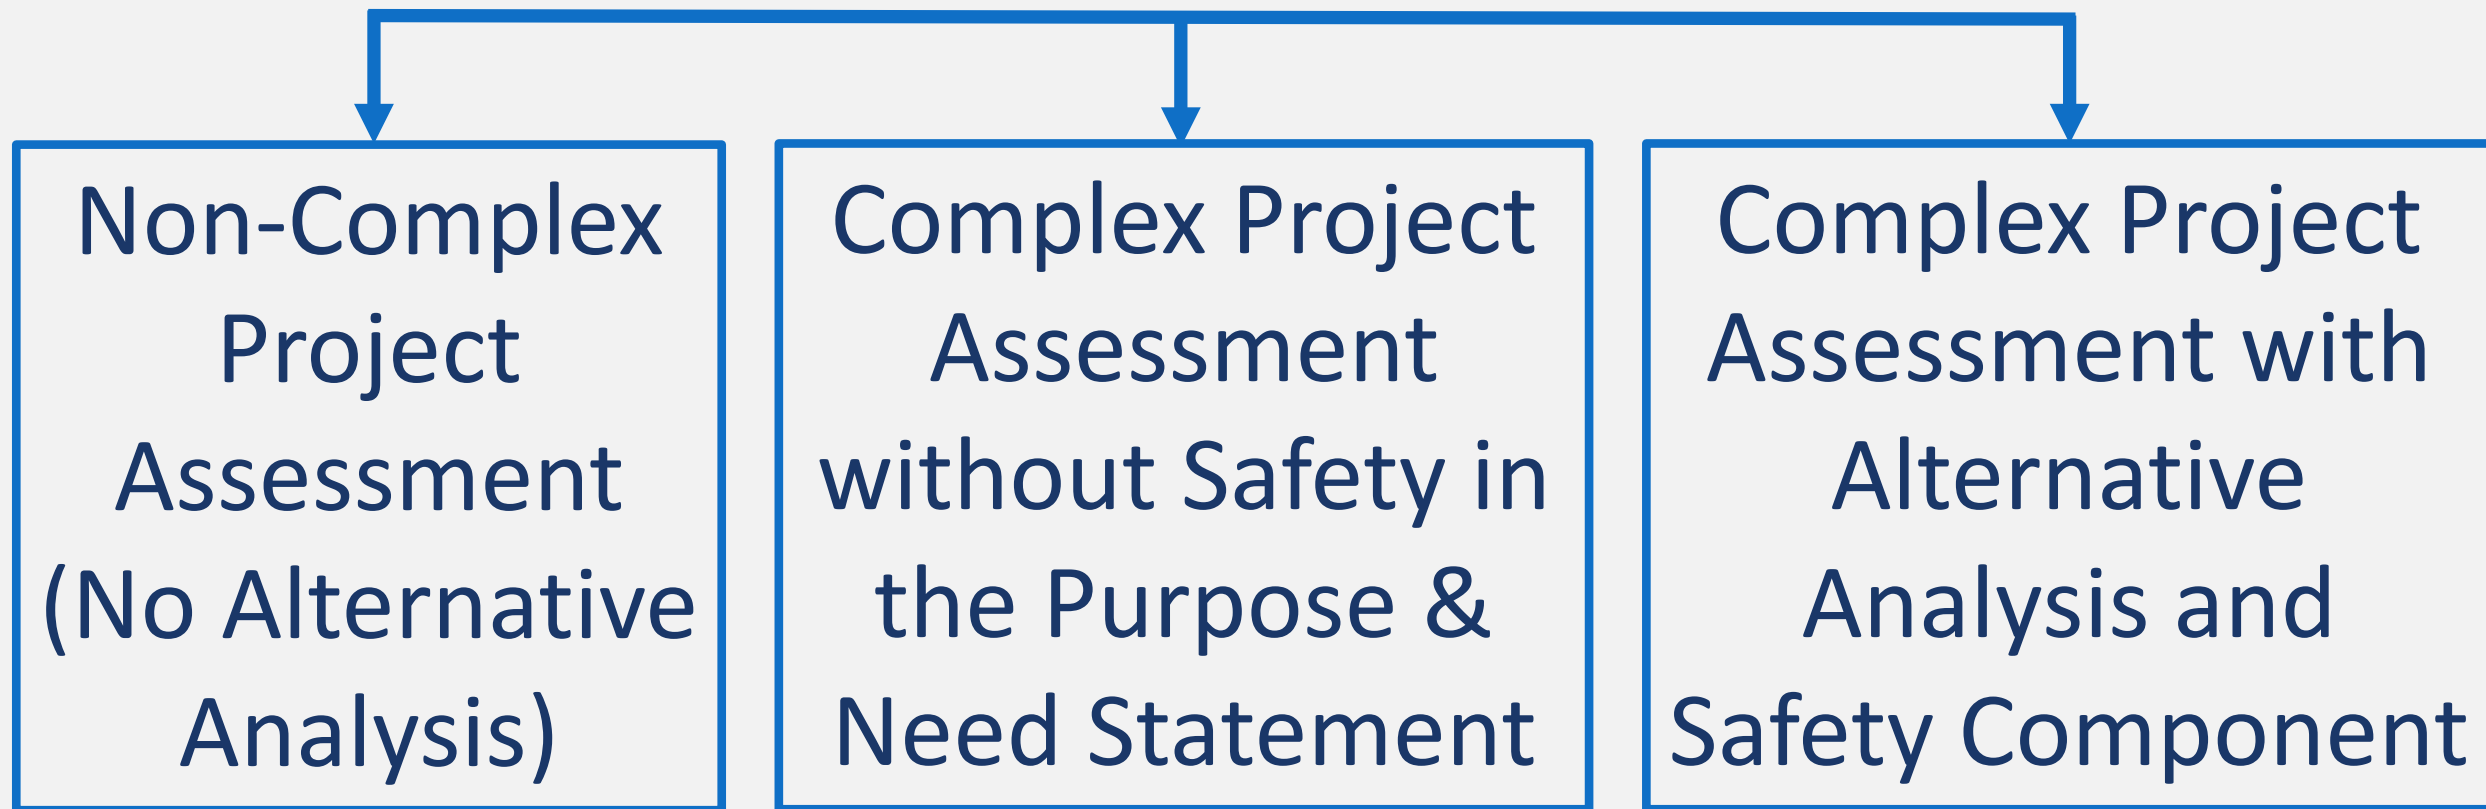 Non-Complex
Project
Assessment
(No Alternative
Analysis)
Complex Project
Assessment
without Safety in
the Purpose &
Need Statement
Complex Project
Assessment with
Alternative
Analysis and
Safety Component